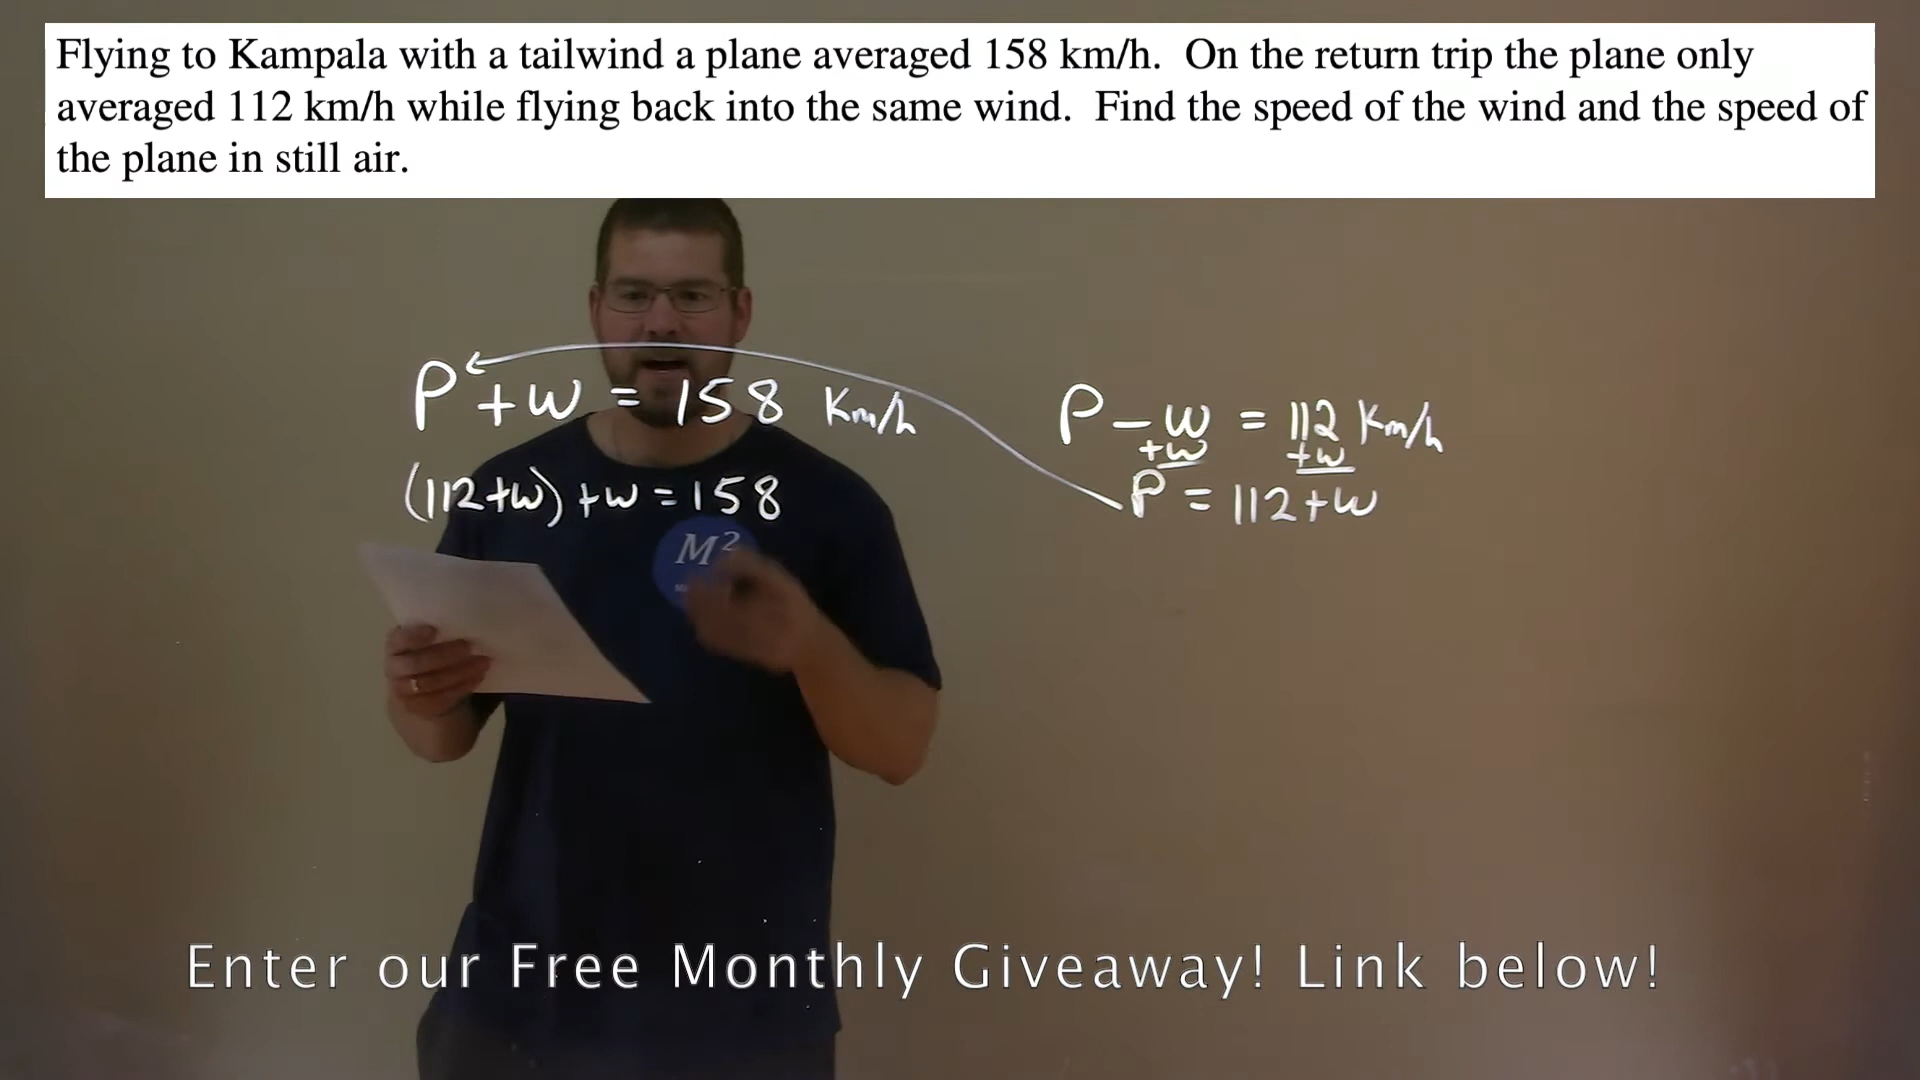 Flying to Kampala with a tailwind a plane averaged 158 km/h. On the return trip the plane only
averaged 112 km/h while flying back into the same wind. Find the speed of the wind and the speed of
the plane in still air.
P + w = 158 Km/h
(112+w) + w = 158
P - w = 112 Km/h
+w +w
P = 112 + w
M²
Enter our Free Monthly Giveaway! Link below!